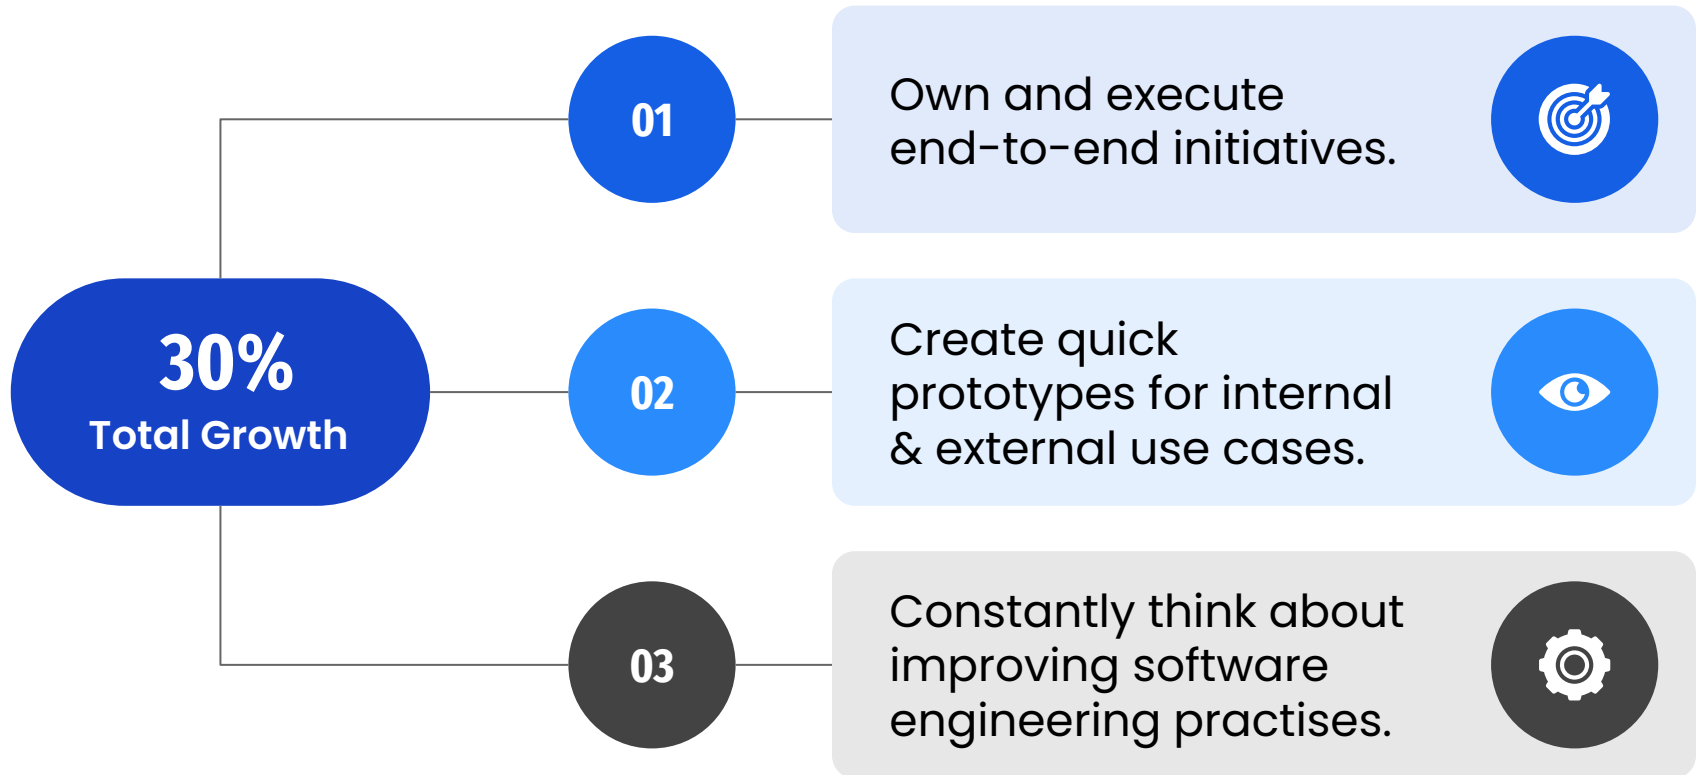 01
Own and execute
end-to-end initiatives.
30%
Total Growth
02
Create quick
prototypes for internal
& external use cases.
03
Constantly think about
improving software
engineering practises.